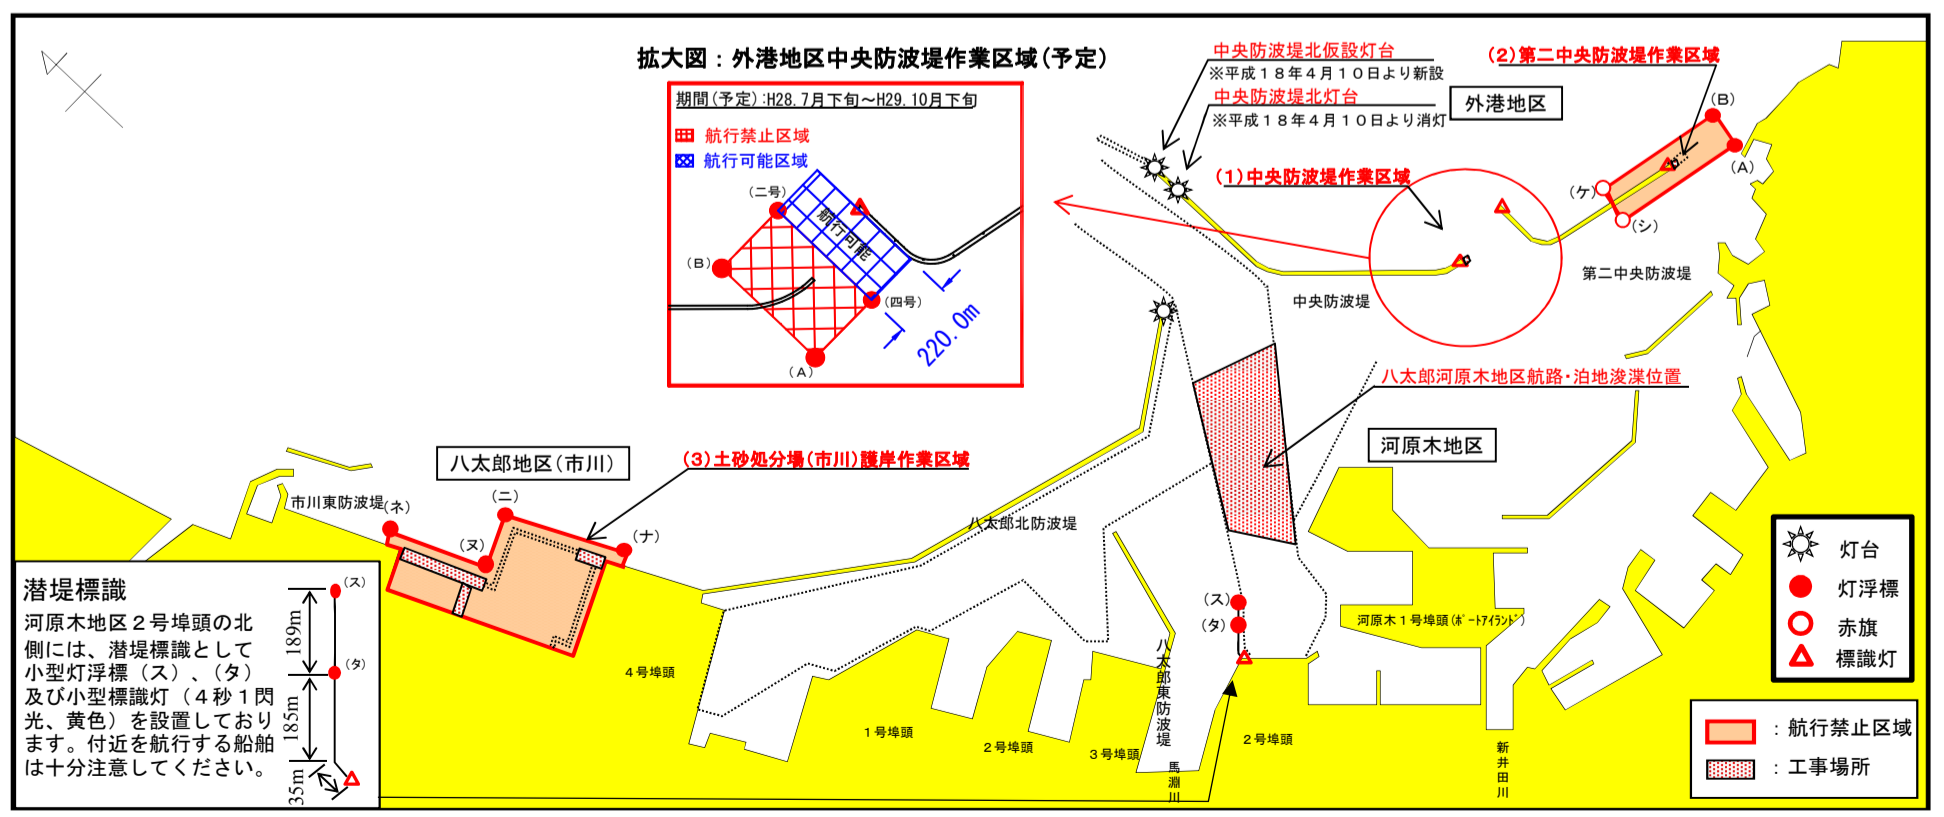 拡大図：外港地区中央防波堤作業区域(予定)
期間(予定):H28.7月下旬～H29.10月下旬
航行禁止区域
航行可能区域
(二号)
航行可能
(B)
(四号)
(A)
220.0m
中央防波堤北仮設灯台
※平成１８年４月１０日より新設
中央防波堤北灯台
※平成１８年４月１０日より消灯
(2)第二中央防波堤作業区域
外港地区
(B)
(A)
(1)中央防波堤作業区域
(ケ)
(シ)
第二中央防波堤
中央防波堤
八太郎河原木地区航路・泊地浚渫位置
河原木地区
八太郎地区(市川)
(3)土砂処分場(市川)護岸作業区域
市川東防波堤
(ネ)
(ニ)
(ヌ)
(ナ)
八太郎北防波堤
(ス)
(タ)
河原木１号埠頭(ﾎﾟｰﾄｱｲﾗﾝﾄﾞ)
４号埠頭
１号埠頭
２号埠頭
３号埠頭
八太郎東防波堤
馬淵川
２号埠頭
新井田川
潜堤標識
河原木地区２号埠頭の北
側には、潜堤標識として
小型灯浮標（ス）、（タ）
及び小型標識灯（４秒１閃
光、黄色）を設置しており
ます。付近を航行する船舶
は十分注意してください。
(ス)
189m
(タ)
185m
35m
灯台
灯浮標
赤旗
標識灯
：航行禁止区域
：工事場所